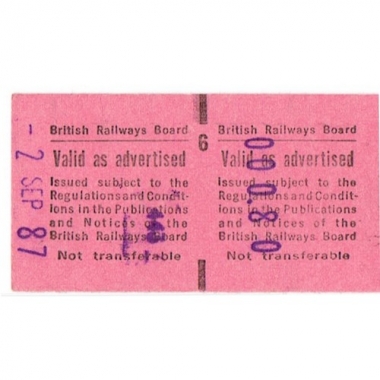 - 2 SEP 87
British Railways Board
Valid as advertised
Issued subject to the
Regulations and Condit-
ions in the Publications
and Notices of the
British Railways Board
Not transferable
6
British Railways Board
Valid as advertised
Issued subject to the
Regulations and Condit-
ions in the Publications
and Notices of the
British Railways Board
Not transferable